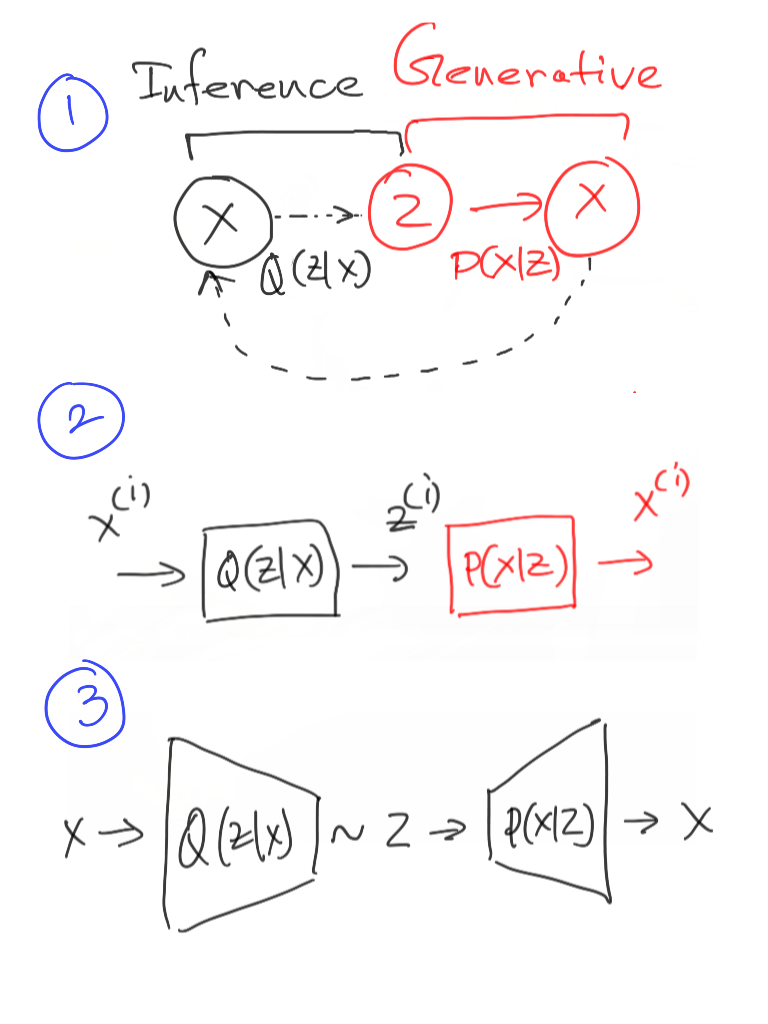 Inference Generative
1
X Z X
Q(z|x) P(X|Z)
2
x^(i) z^(i) x^(i)
Q(z|x) P(X|Z)
3
X → Q(z|x) ~ Z → P(X|Z) → X